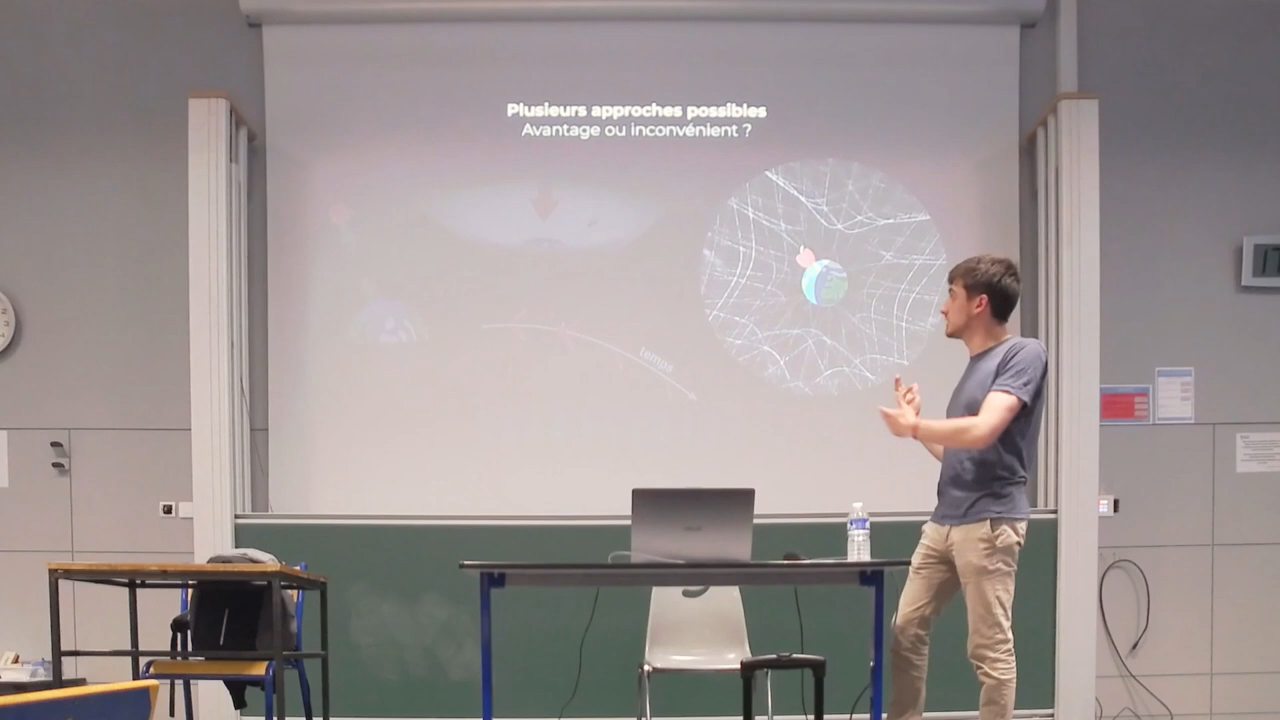 Plusieurs approches possibles
Avantage ou inconvénient ?
temps